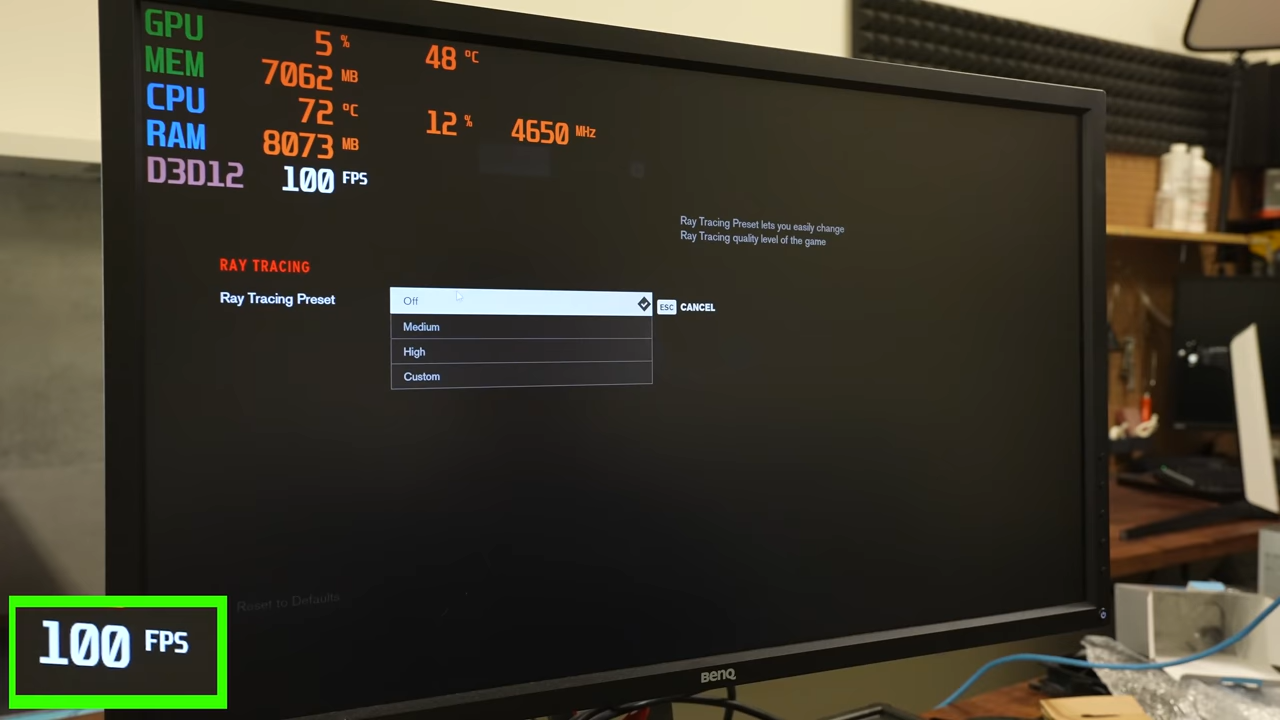 GPU 5 % 48 °C
MEM 7062 MB
CPU 72 °C 12 % 4650 MHz
RAM 8073 MB
D3D12 100 FPS
Ray Tracing Preset lets you easily change
Ray Tracing quality level of the game
RAY TRACING
Ray Tracing Preset
Off
ESC CANCEL
Medium
High
Custom
Reset to Defaults
100 FPS
BenQ